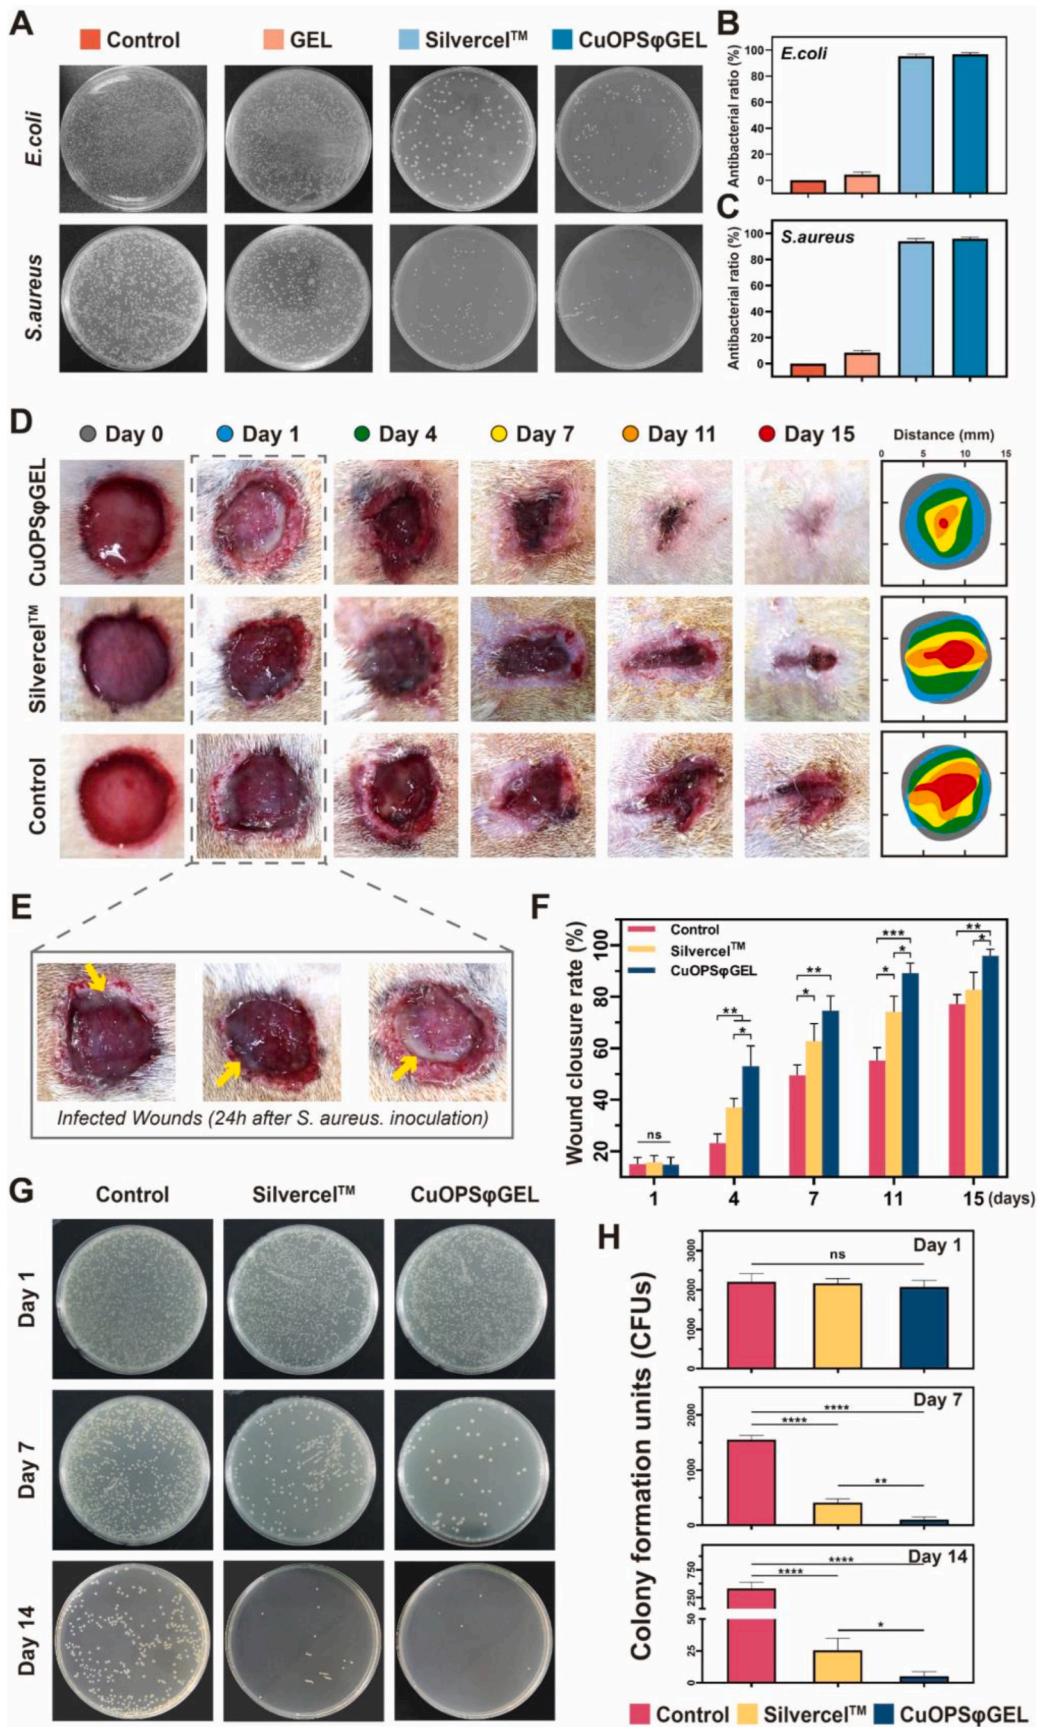 A
Control
GEL
Silvercel™
CuOPSφGEL
E.coli
S.aureus
B
E.coli
Antibacterial ratio (%)
100
80
60
40
20
0
C
S.aureus
Antibacterial ratio (%)
100
80
60
40
20
0
D
Day 0
Day 1
Day 4
Day 7
Day 11
Day 15
Distance (mm)
0 5 10 15
CuOPSφGEL
Silvercel™
Control
E
Infected Wounds (24h after S. aureus. inoculation)
F
Wound clousure rate (%)
100
80
60
40
20
Control
Silvercel™
CuOPSφGEL
ns
** *
* **
* *** *
** *
1 4 7 11 15 (days)
G
Control
Silvercel™
CuOPSφGEL
Day 1
Day 7
Day 14
H
Colony formation units (CFUs)
Day 1
3000
2000
1000
0
ns
Day 7
2000
1000
0
****
****
**
Day 14
750
250
50
25
0
****
****
*
Control
Silvercel™
CuOPSφGEL